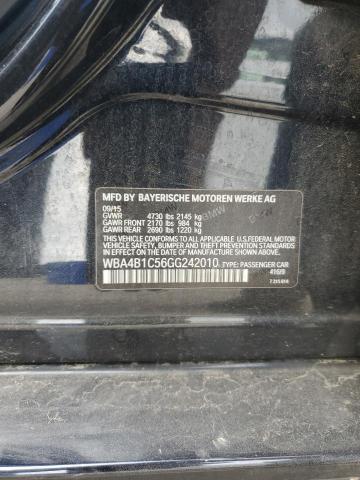 MFD BY BAYERISCHE MOTOREN WERKE AG
09/15
GVWR 4730 lbs 2145 kg
GAWR FRONT 2170 lbs 984 kg
GAWR REAR 2690 lbs 1220 kg
THIS VEHICLE CONFORMS TO ALL APPLICABLE U.S.FEDERAL MOTOR
VEHICLE SAFETY, BUMPER AND THEFT PREVENTION STANDARDS IN
EFFECT ON THE DATE OF MANUFACTURE SHOWN ABOVE.
WBA4B1C56GG242010 TYPE: PASSENGER CAR
416/9